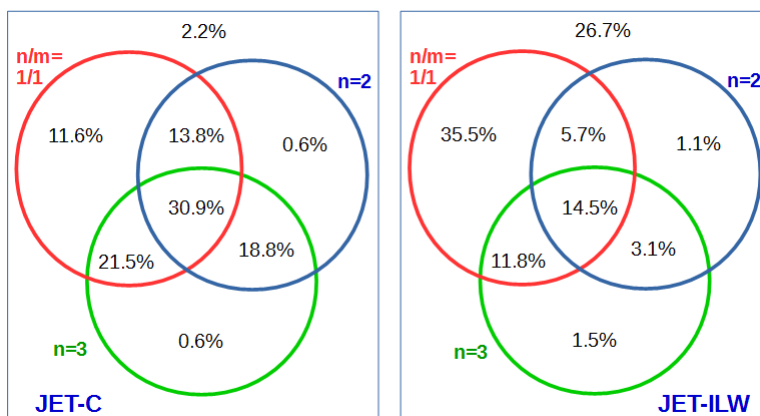 2.2%
n/m=
1/1
n=2
11.6%
13.8%
0.6%
30.9%
21.5%
18.8%
n=3
0.6%
JET-C
26.7%
n/m=
1/1
n=2
35.5%
5.7%
1.1%
14.5%
11.8%
3.1%
n=3
1.5%
JET-ILW